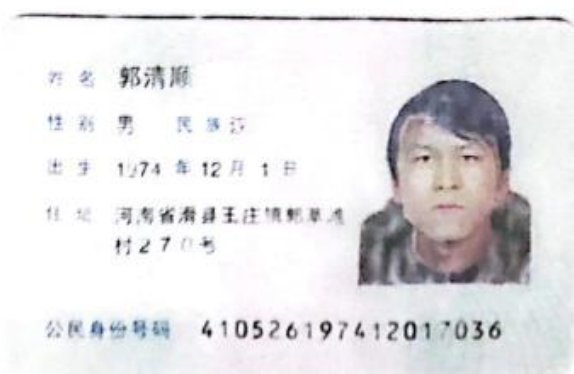 姓名 郭清顺
性别 男 民族汉
出生 1974 年 12 月 1 日
住址 河南省滑县王庄镇郭草滩
村270号
公民身份号码 410526197412017036